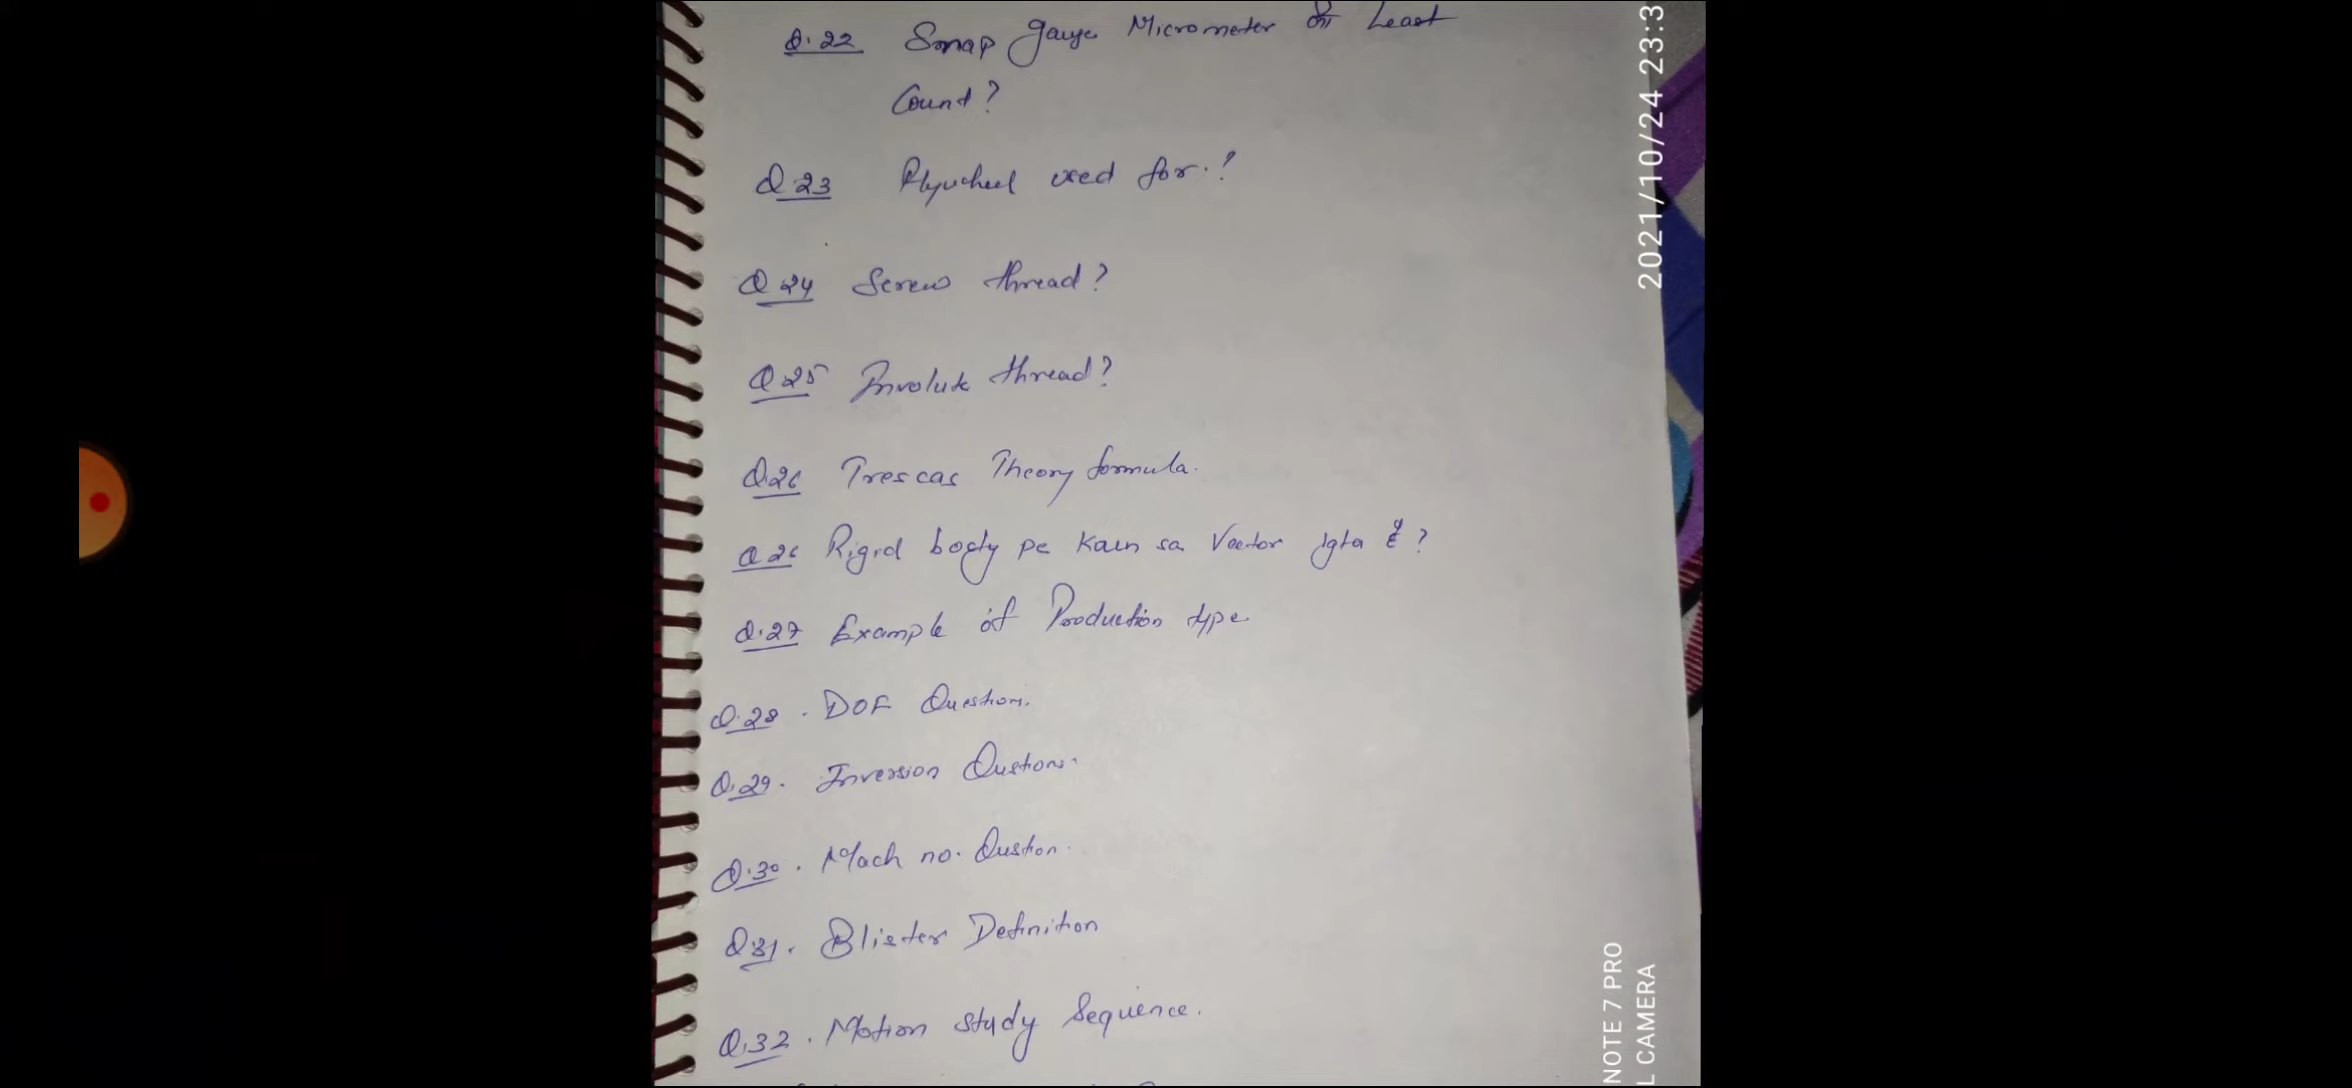 Q.22 Snap gauge Micrometer का Least
Count?
Q 23 Flywheel used for.?
Q 24 Screw thread?
Q.25 Involute thread?
Q.26 Trescas Theory formula.
Q 26 Rigid body pe kaun sa Vector lgta है ?
Q.27 Example of Production type
Q.28 . DOF Question.
Q.29. Inversion Qustion.
Q.30 . Mach no. Qustion.
Q.31. Blister Definition
Q.32 . Motion study Sequence.
2021/10/24 23:3
NOTE 7 PRO
L CAMERA